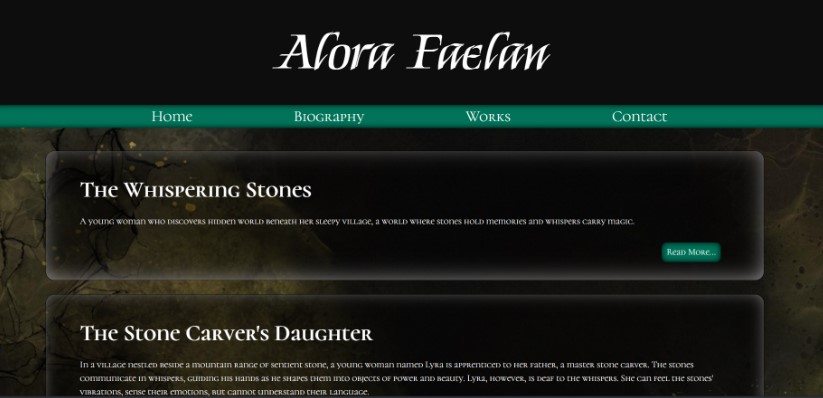 Alora Faelan
Home Biography Works Contact
The Whispering Stones
A young woman who discovers hidden world beneath her sleepy village, a world where stones hold memories and whispers carry magic.
Read More...
The Stone Carver's Daughter
In a village nestled beside a mountain range of sentient stone, a young woman named Lyra is apprenticed to her father, a master stone carver. The stones
communicate in whispers, guiding his hands as he shapes them into objects of power and beauty. Lyra, however, is deaf to the whispers. She can feel the stones'
vibrations, sense their emotions, but cannot understand their language.